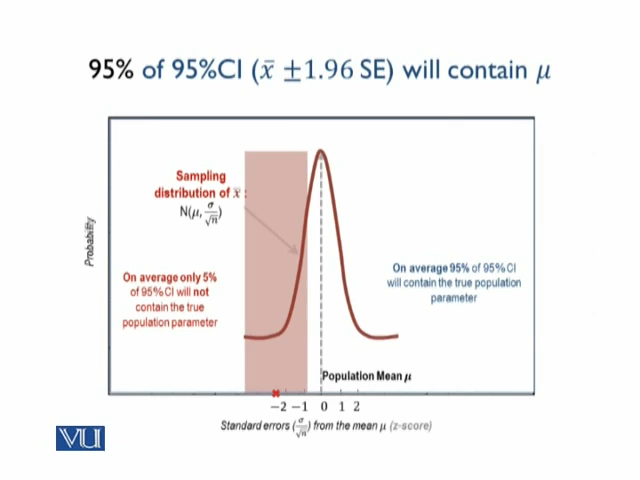 95% of 95%CI (x̄ ±1.96 SE) will contain μ
Sampling
distribution of x̄ :
N(μ, σ/√n)
Probability
On average only 5%
of 95% CI will not
contain the true
population parameter
On average 95% of 95% CI
will contain the true population
parameter
Population Mean μ
−2 −1 0 1 2
Standard errors (σ/√n) from the mean μ (z-score)
VU